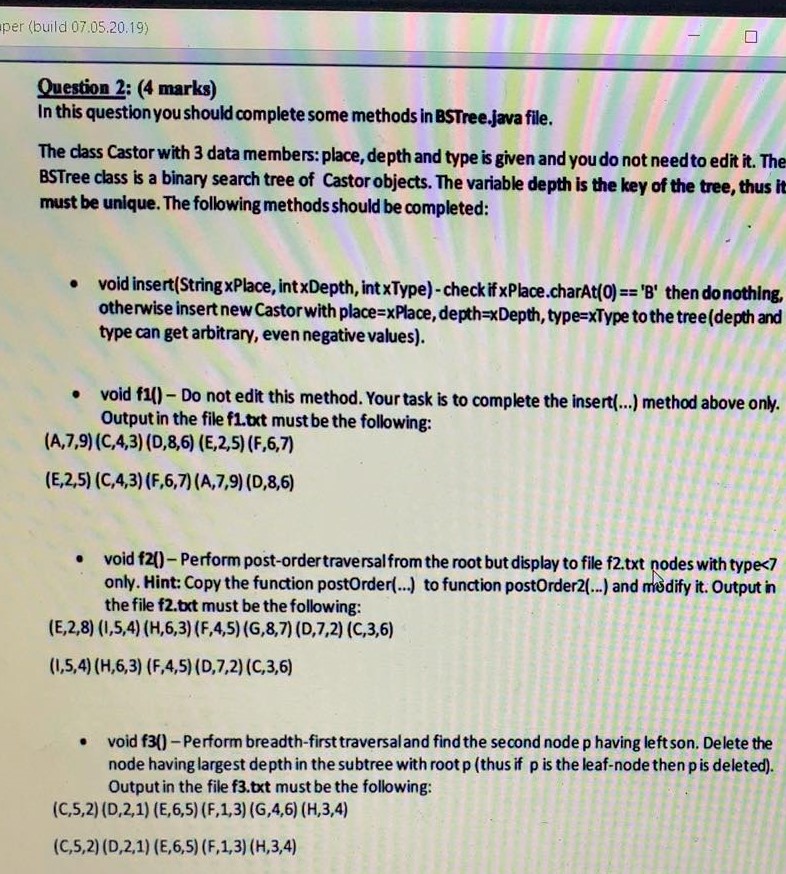 per (build 07.05.20.19)
Question 2: (4 marks)
In this question you should complete some methods in BSTree.java file.
The class Castor with 3 data members: place, depth and type is given and you do not need to edit it. The
BSTree class is a binary search tree of Castor objects. The variable depth is the key of the tree, thus it
must be unique. The following methods should be completed:
• void insert(String xPlace, int xDepth, int xType) - check if xPlace.charAt(0) == 'B' then do nothing,
otherwise insert new Castor with place=xPlace, depth=xDepth, type=xType to the tree (depth and
type can get arbitrary, even negative values).
• void f1() – Do not edit this method. Your task is to complete the insert(...) method above only.
Output in the file f1.txt must be the following:
(A,7,9) (C,4,3) (D,8,6) (E,2,5) (F,6,7)
(E,2,5) (C,4,3) (F,6,7) (A,7,9) (D,8,6)
• void f2() – Perform post-order traversal from the root but display to file f2.txt nodes with type<7
only. Hint: Copy the function postOrder(...) to function postOrder2(...) and modify it. Output in
the file f2.txt must be the following:
(E,2,8) (I,5,4) (H,6,3) (F,4,5) (G,8,7) (D,7,2) (C,3,6)
(I,5,4) (H,6,3) (F,4,5) (D,7,2) (C,3,6)
• void f3() – Perform breadth-first traversal and find the second node p having left son. Delete the
node having largest depth in the subtree with root p (thus if p is the leaf-node then p is deleted).
Output in the file f3.txt must be the following:
(C,5,2) (D,2,1) (E,6,5) (F,1,3) (G,4,6) (H,3,4)
(C,5,2) (D,2,1) (E,6,5) (F,1,3) (H,3,4)